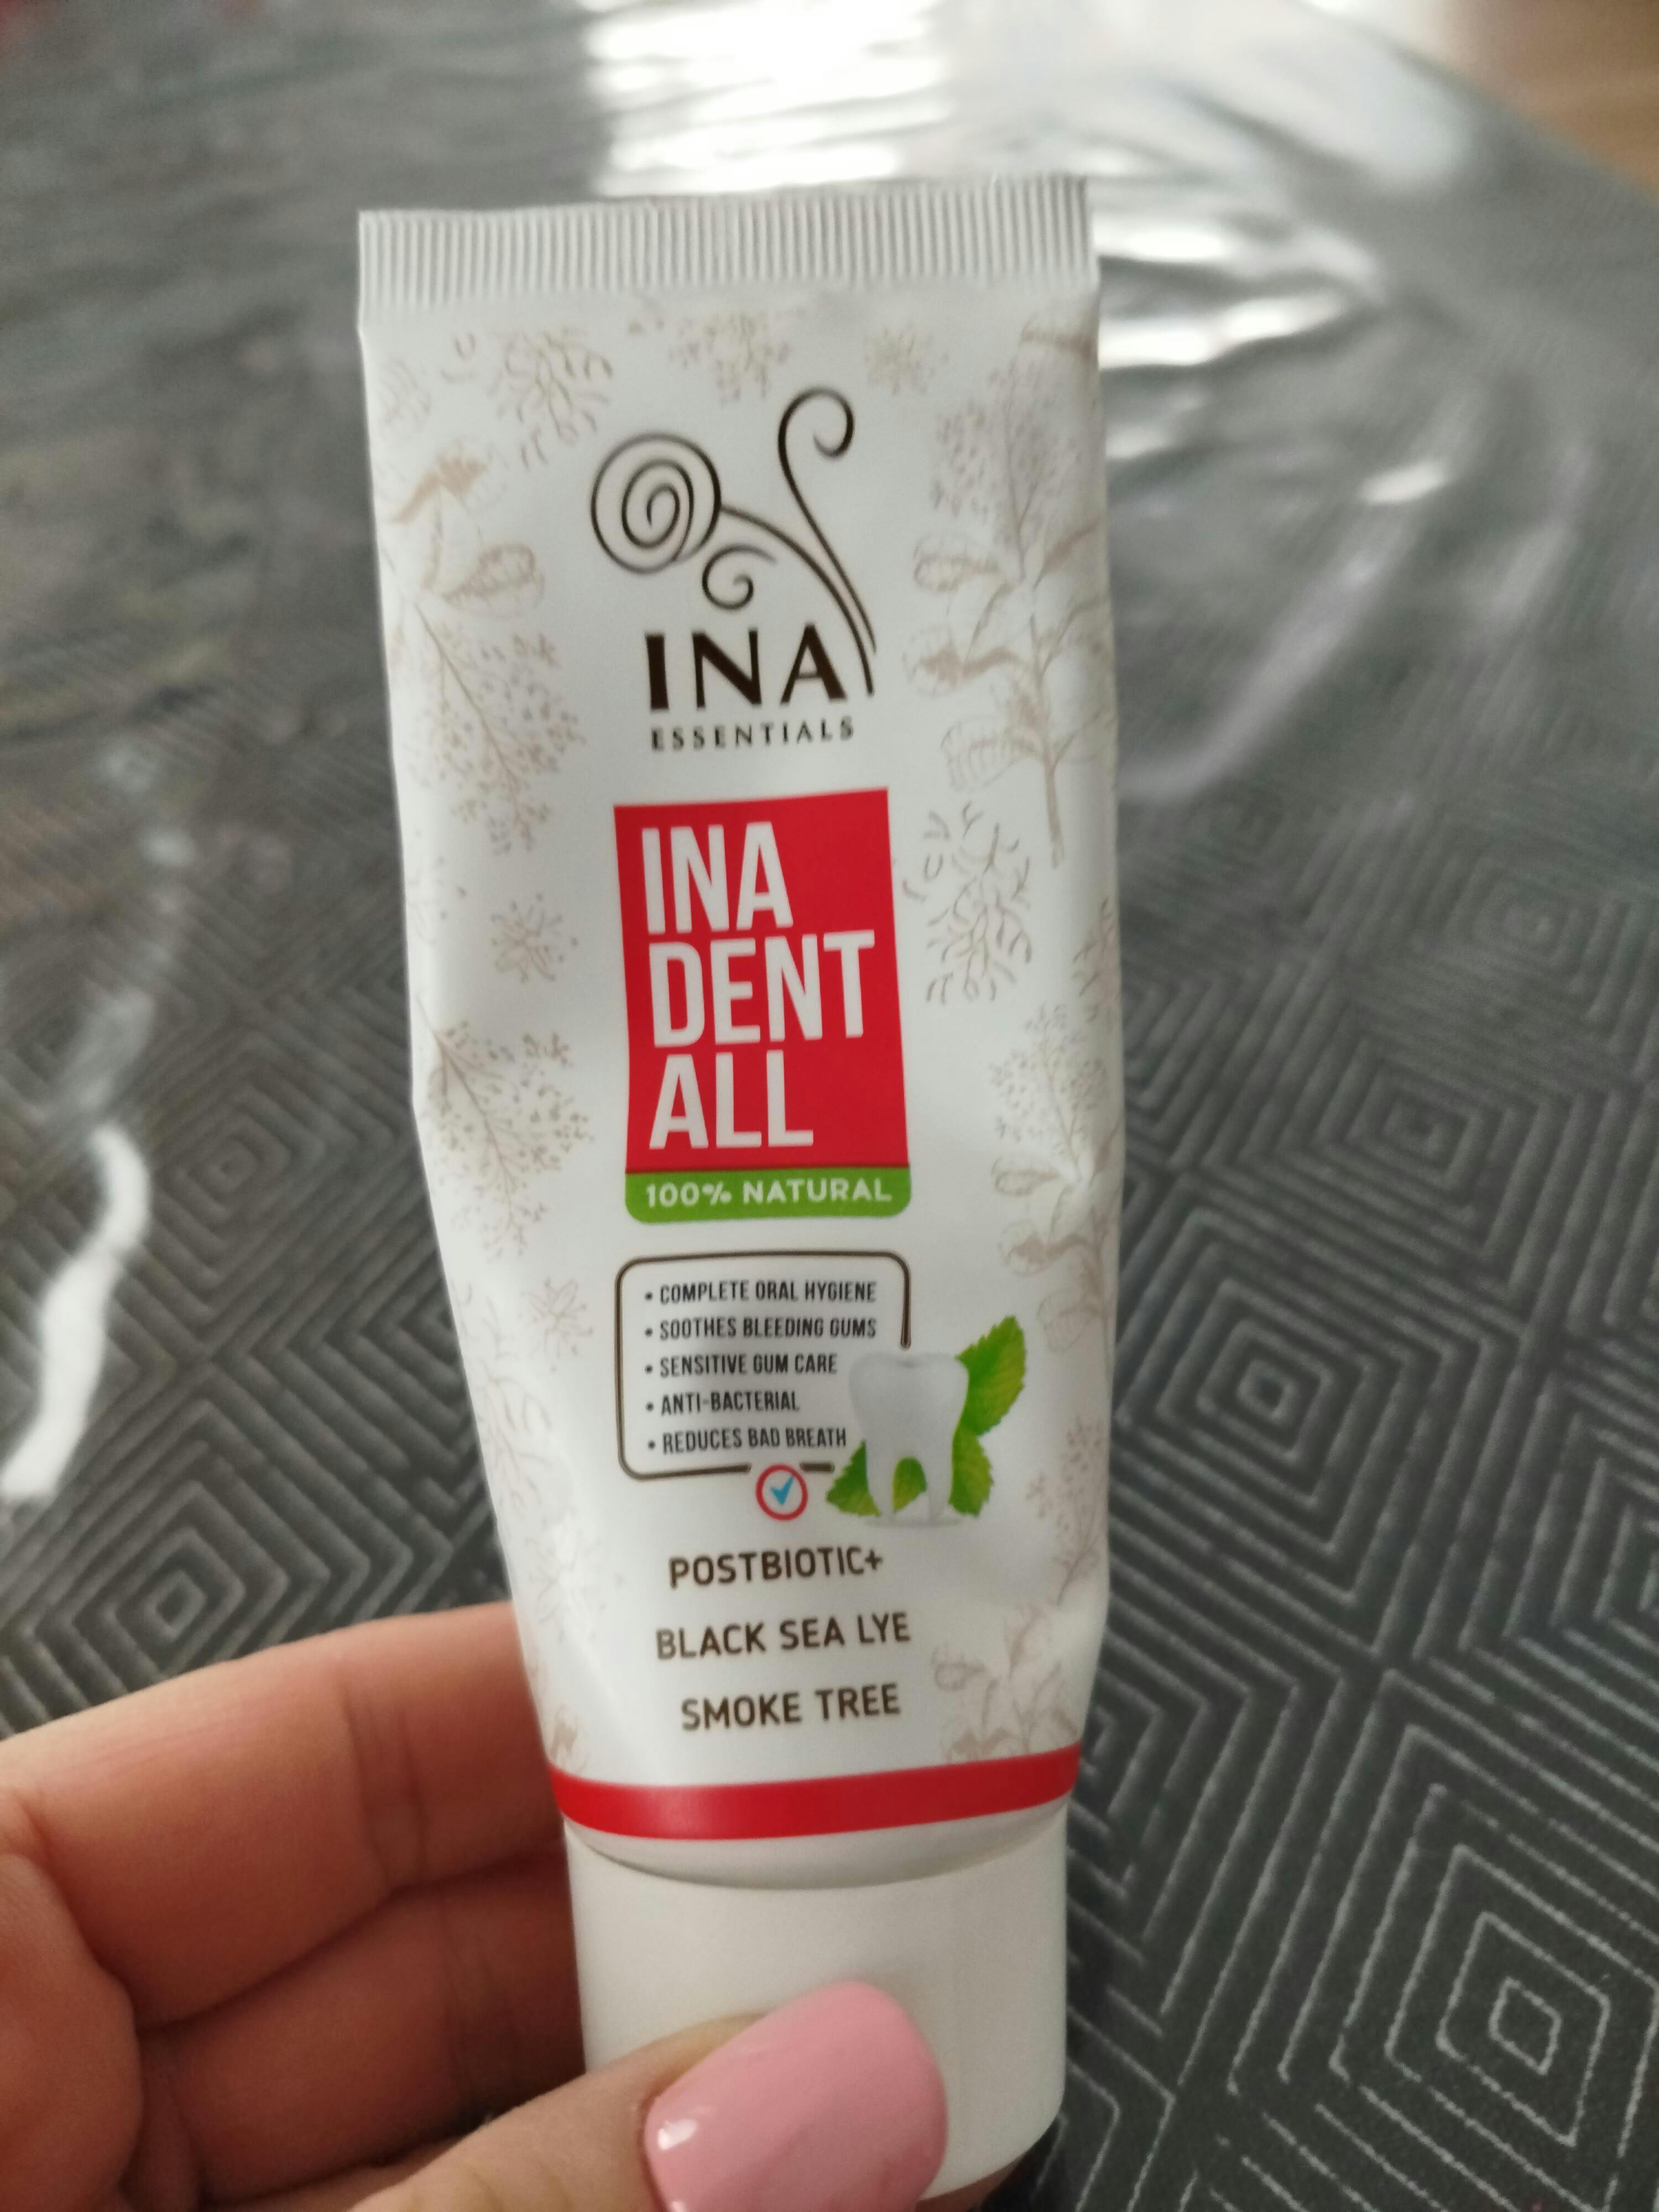 INA
ESSENTIALS
INA
DENT
ALL
100% NATURAL
• COMPLETE ORAL HYGIENE
• SOOTHES BLEEDING GUMS
• SENSITIVE GUM CARE
• ANTI-BACTERIAL
• REDUCES BAD BREATH
POSTBIOTIC+
BLACK SEA LYE
SMOKE TREE